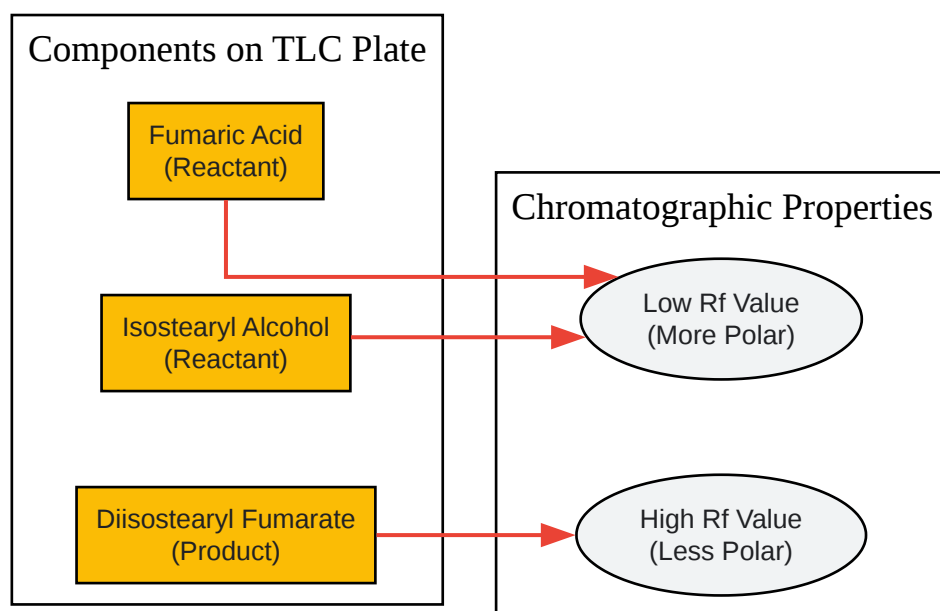 Components on TLC Plate
Fumaric Acid
(Reactant)
Chromatographic Properties
Isostearyl Alcohol
(Reactant)
Low Rf Value
(More Polar)
Diisostearyl Fumarate
(Product)
High Rf Value
(Less Polar)